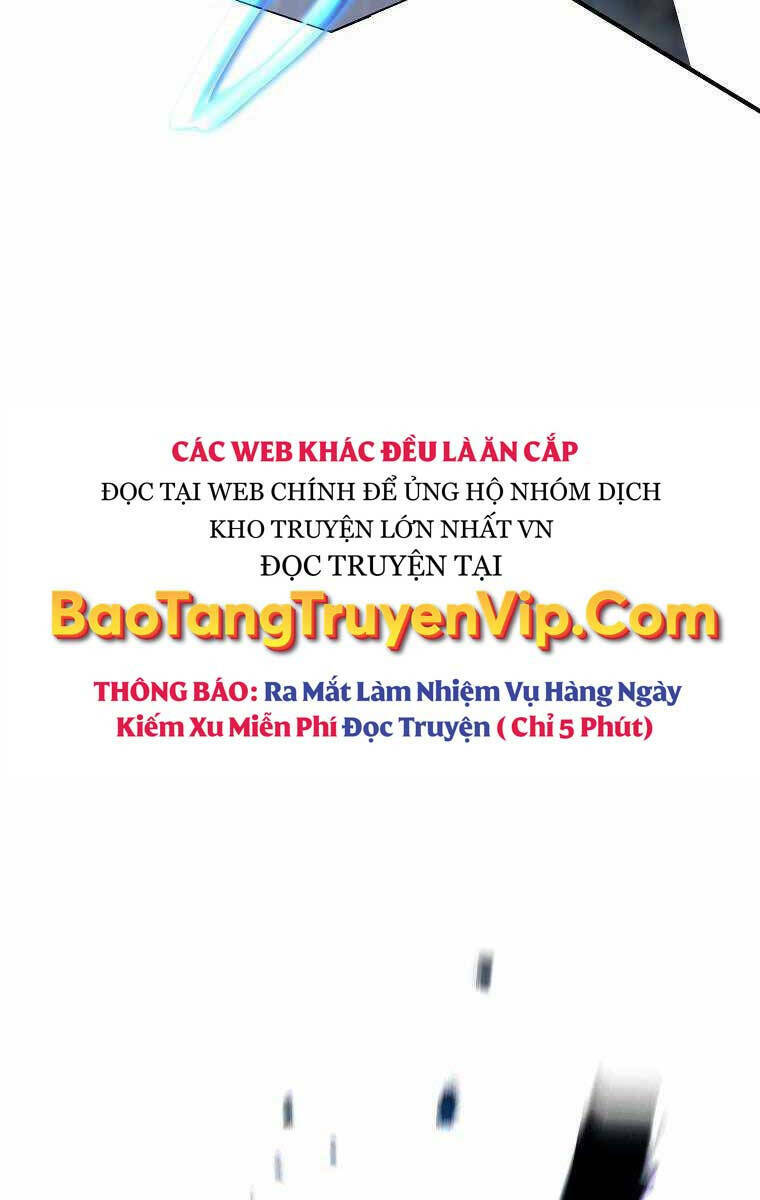 CÁC WEB KHÁC ĐỀU LÀ ĂN CẮP
ĐỌC TẠI WEB CHÍNH ĐỂ ỦNG HỘ NHÓM DỊCH
KHO TRUYỆN LỚN NHẤT VN
ĐỌC TRUYỆN TẠI
BaoTangTruyenVip.Com
THÔNG BÁO: Ra Mắt Làm Nhiệm Vụ Hàng Ngày
Kiếm Xu Miễn Phí Đọc Truyện ( Chỉ 5 Phút)